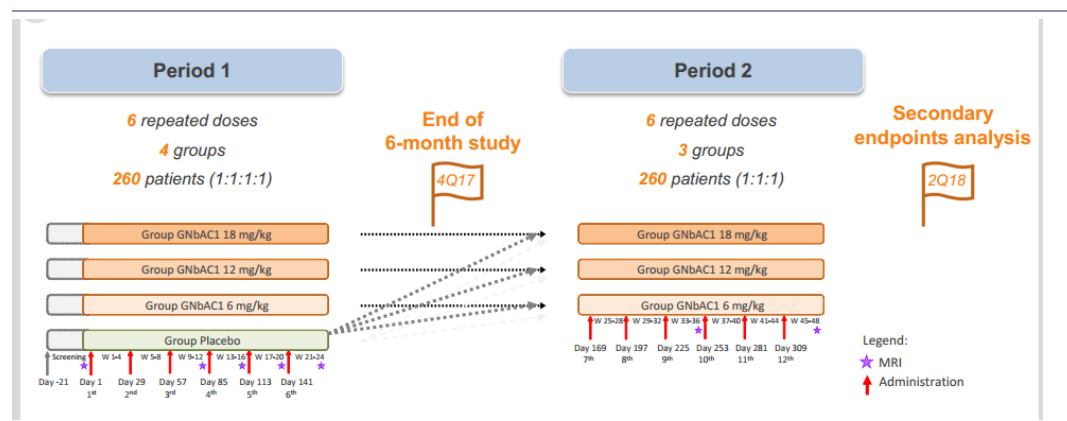 Period 1
6 repeated doses
4 groups
260 patients (1:1:1:1)
End of
6-month study
4Q17
Period 2
6 repeated doses
3 groups
260 patients (1:1:1)
Secondary
endpoints analysis
2Q18
Group GNbAC1 18 mg/kg
Group GNbAC1 12 mg/kg
Group GNbAC1 6 mg/kg
Group Placebo
Screening W 1-4 W 5-8 W 9-12 W 13-16 W 17-20 W 21-24
Day -21 Day 1 Day 29 Day 57 Day 85 Day 113 Day 141
1st 2nd 3rd 4th 5th 6th
Group GNbAC1 18 mg/kg
Group GNbAC1 12 mg/kg
Group GNbAC1 6 mg/kg
W 25-28 W 29-32 W 33-36 W 37-40 W 41-44 W 45-48
Day 169 Day 197 Day 225 Day 253 Day 281 Day 309
7th 8th 9th 10th 11th 12th
Legend:
MRI
Administration